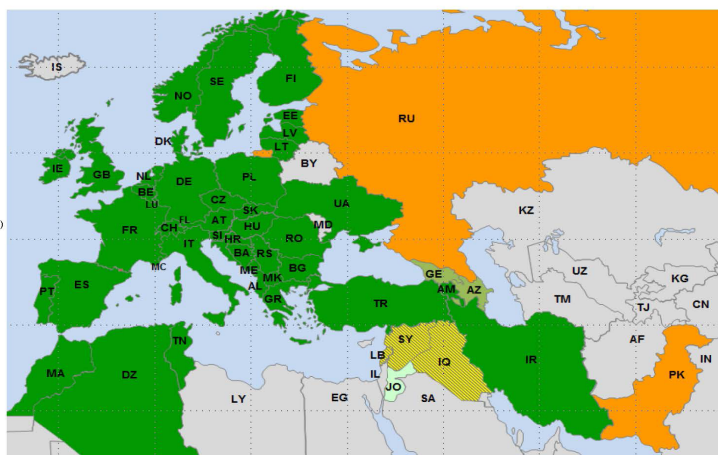 IS
FI
SE
NO
RU
EE
LV
DK
LT
IE
GB
NL
BE
DE
PL
BY
LU
CZ
SK
UA
KZ
FR
FL
CH
AT
HU
MD
SI
HR
RO
IT
BA
RS
UZ
KG
MC
ME
MK
BG
GE
AM
AZ
PT
ES
AL
GR
TR
TM
TJ
CN
)
TN
SY
AF
IN
LB
IQ
IR
MA
DZ
IL
JO
PK
LY
EG
SA